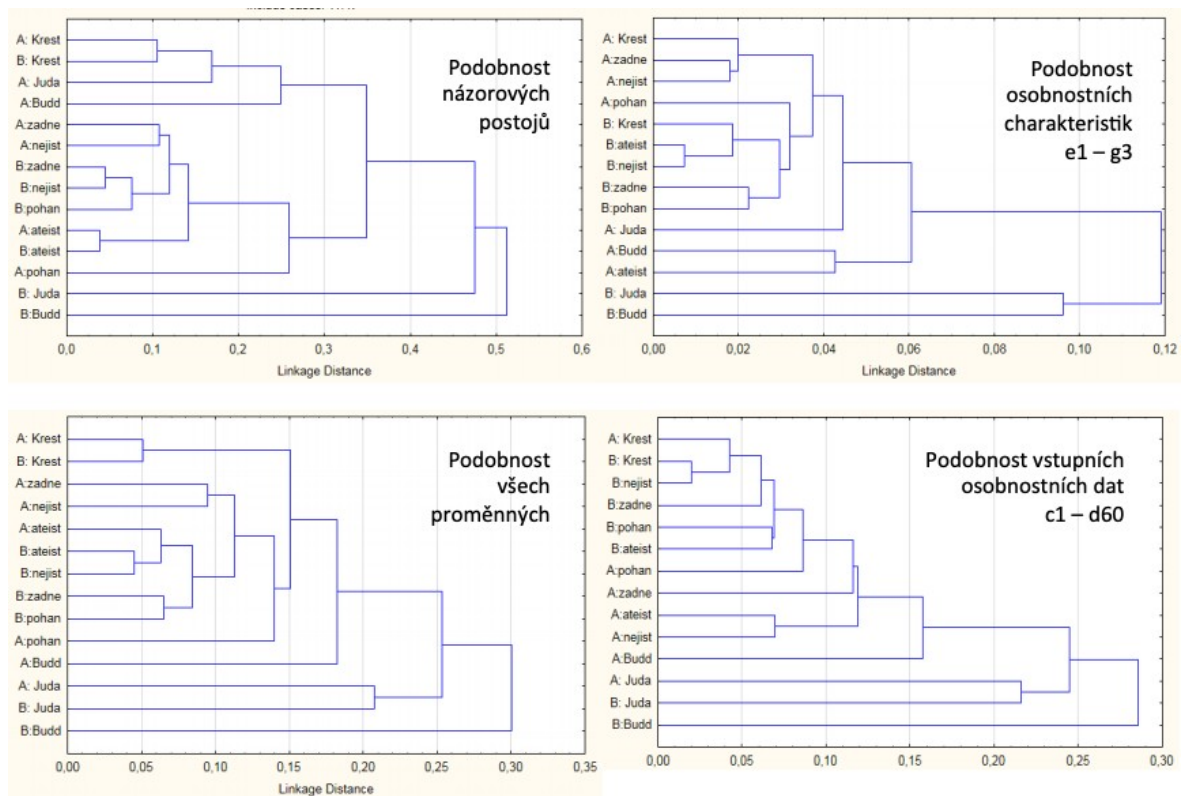 A: Krest
B: Krest
A: Juda
A:Budd
A:zadne
A:nejist
B:zadne
B:nejist
B:pohan
A:ateist
B:ateist
A:pohan
B: Juda
B:Budd
Podobnost
názorových
postojů
0,0 0,1 0,2 0,3 0,4 0,5 0,6
Linkage Distance
A: Krest
A:zadne
A:nejist
A:pohan
B: Krest
B:ateist
B:nejist
B:zadne
B:pohan
A: Juda
A:Budd
A:ateist
B: Juda
B:Budd
Podobnost
osobnostních
charakteristik
e1 – g3
0,00 0,02 0,04 0,06 0,08 0,10 0,12
Linkage Distance
A: Krest
B: Krest
A:zadne
A:nejist
A:ateist
B:ateist
B:nejist
B:zadne
B:pohan
A:pohan
A:Budd
A: Juda
B: Juda
B:Budd
Podobnost
všech
proměnných
0,00 0,05 0,10 0,15 0,20 0,25 0,30 0,35
Linkage Distance
A: Krest
B: Krest
B:nejist
B:zadne
B:pohan
B:ateist
A:pohan
A:zadne
A:ateist
A:nejist
A:Budd
A: Juda
B: Juda
B:Budd
Podobnost vstupních
osobnostních dat
c1 – d60
0,00 0,05 0,10 0,15 0,20 0,25 0,30